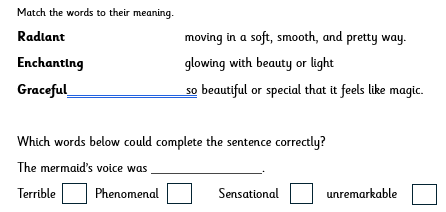 Match the words to their meaning.
Radiant moving in a soft, smooth, and pretty way.
Enchanting glowing with beauty or light
Graceful so beautiful or special that it feels like magic.
Which words below could complete the sentence correctly?
The mermaid's voice was ____________________.
Terrible Phenomenal Sensational unremarkable